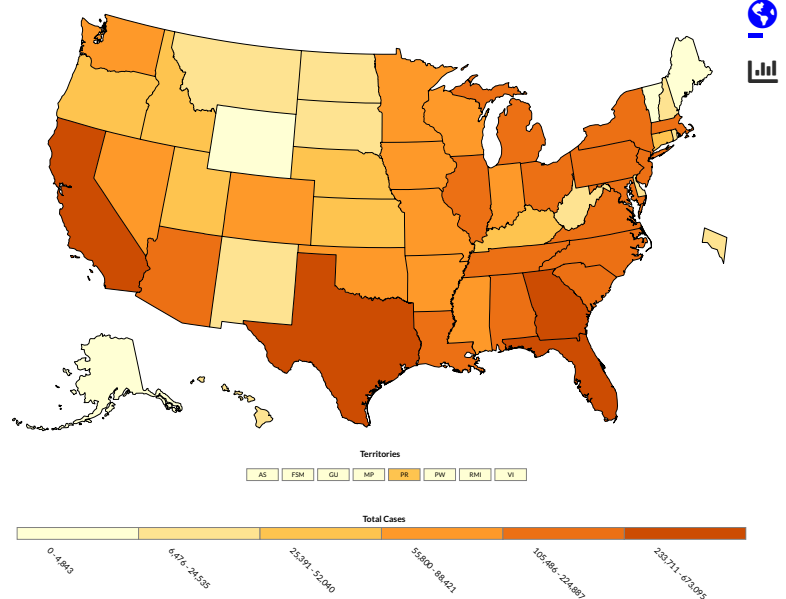 Territories
AS FSM GU MP PR PW RMI VI
Total Cases
0 - 4,843
6,476 - 24,535
25,391 - 52,040
55,800 - 88,421
105,486 - 224,887
233,711 - 673,095